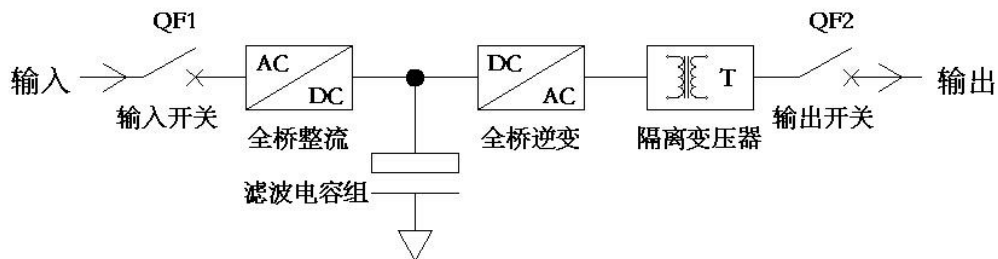 QF1
QF2
输入
AC
DC
DC
AC
T
输出
输入开关
全桥整流
全桥逆变
隔离变压器
输出开关
滤波电容组